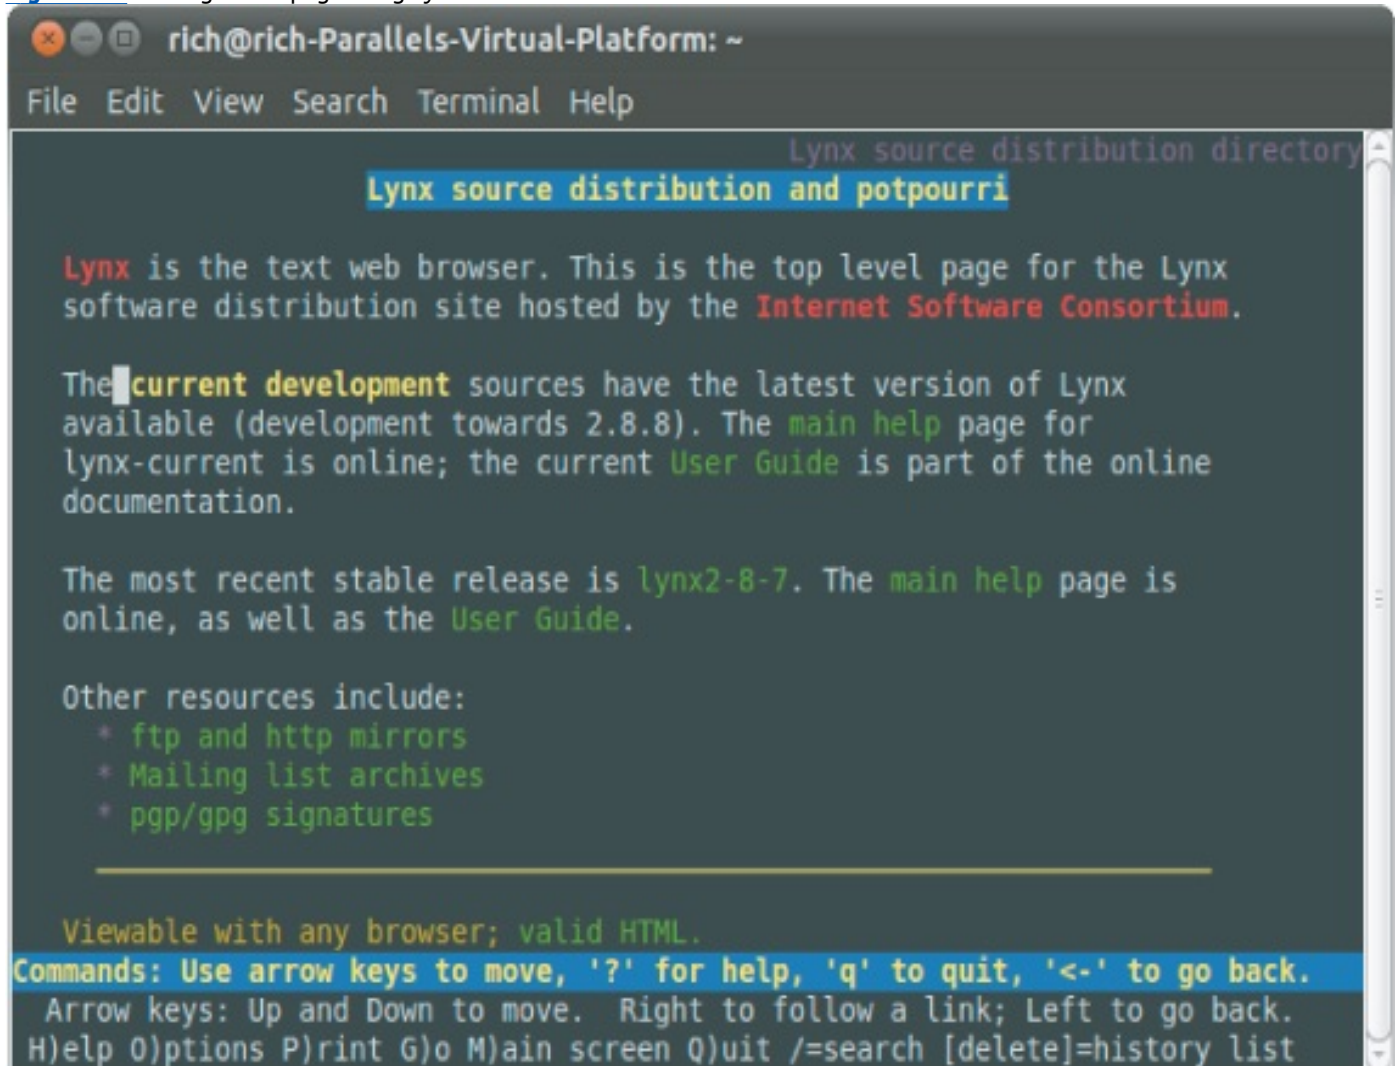 rich@rich-Parallels-Virtual-Platform: ~
File Edit View Search Terminal Help
Lynx source distribution directory
Lynx source distribution and potpourri
Lynx is the text web browser. This is the top level page for the Lynx
software distribution site hosted by the Internet Software Consortium.
The current development sources have the latest version of Lynx
available (development towards 2.8.8). The main help page for
lynx-current is online; the current User Guide is part of the online
documentation.
The most recent stable release is lynx2-8-7. The main help page is
online, as well as the User Guide.
Other resources include:
* ftp and http mirrors
* Mailing list archives
* pgp/gpg signatures
Viewable with any browser; valid HTML.
Commands: Use arrow keys to move, '?' for help, 'q' to quit, '<-' to go back.
Arrow keys: Up and Down to move. Right to follow a link; Left to go back.
H)elp O)ptions P)rint G)o M)ain screen Q)uit /=search [delete]=history list